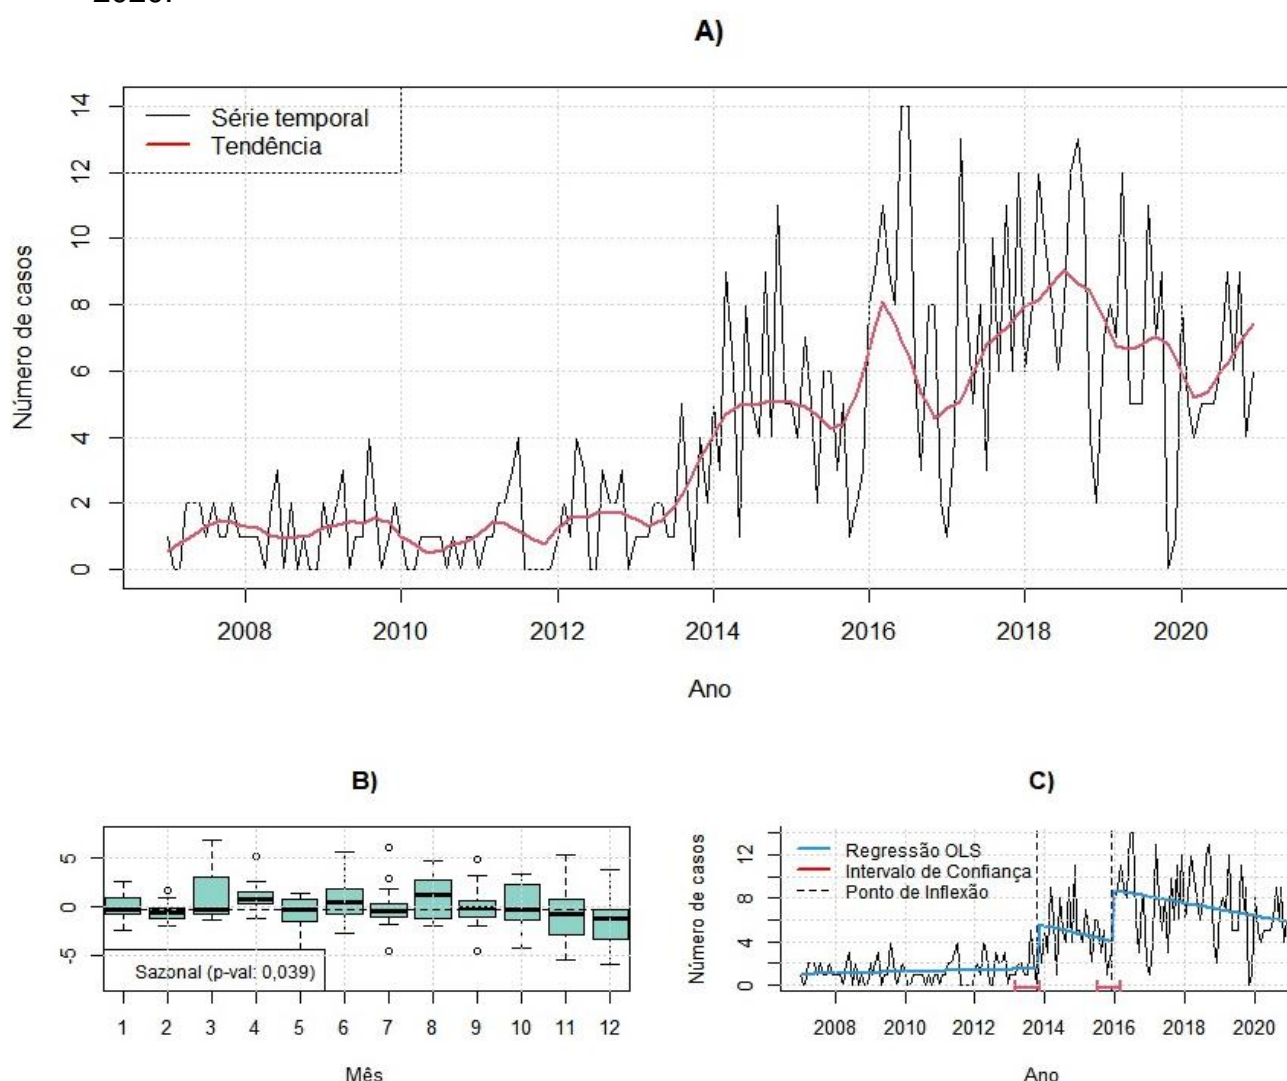 2020.
A)
Série temporal
Tendência
14
12
10
8
6
4
2
0
Número de casos
2008 2010 2012 2014 2016 2018 2020
Ano
B)
5
0
-5
Sazonal (p-val: 0,039)
1 2 3 4 5 6 7 8 9 10 11 12
Mês
C)
Número de casos
12
8
4
0
Regressão OLS
Intervalo de Confiança
Ponto de Inflexão
2008 2010 2012 2014 2016 2018 2020
Ano